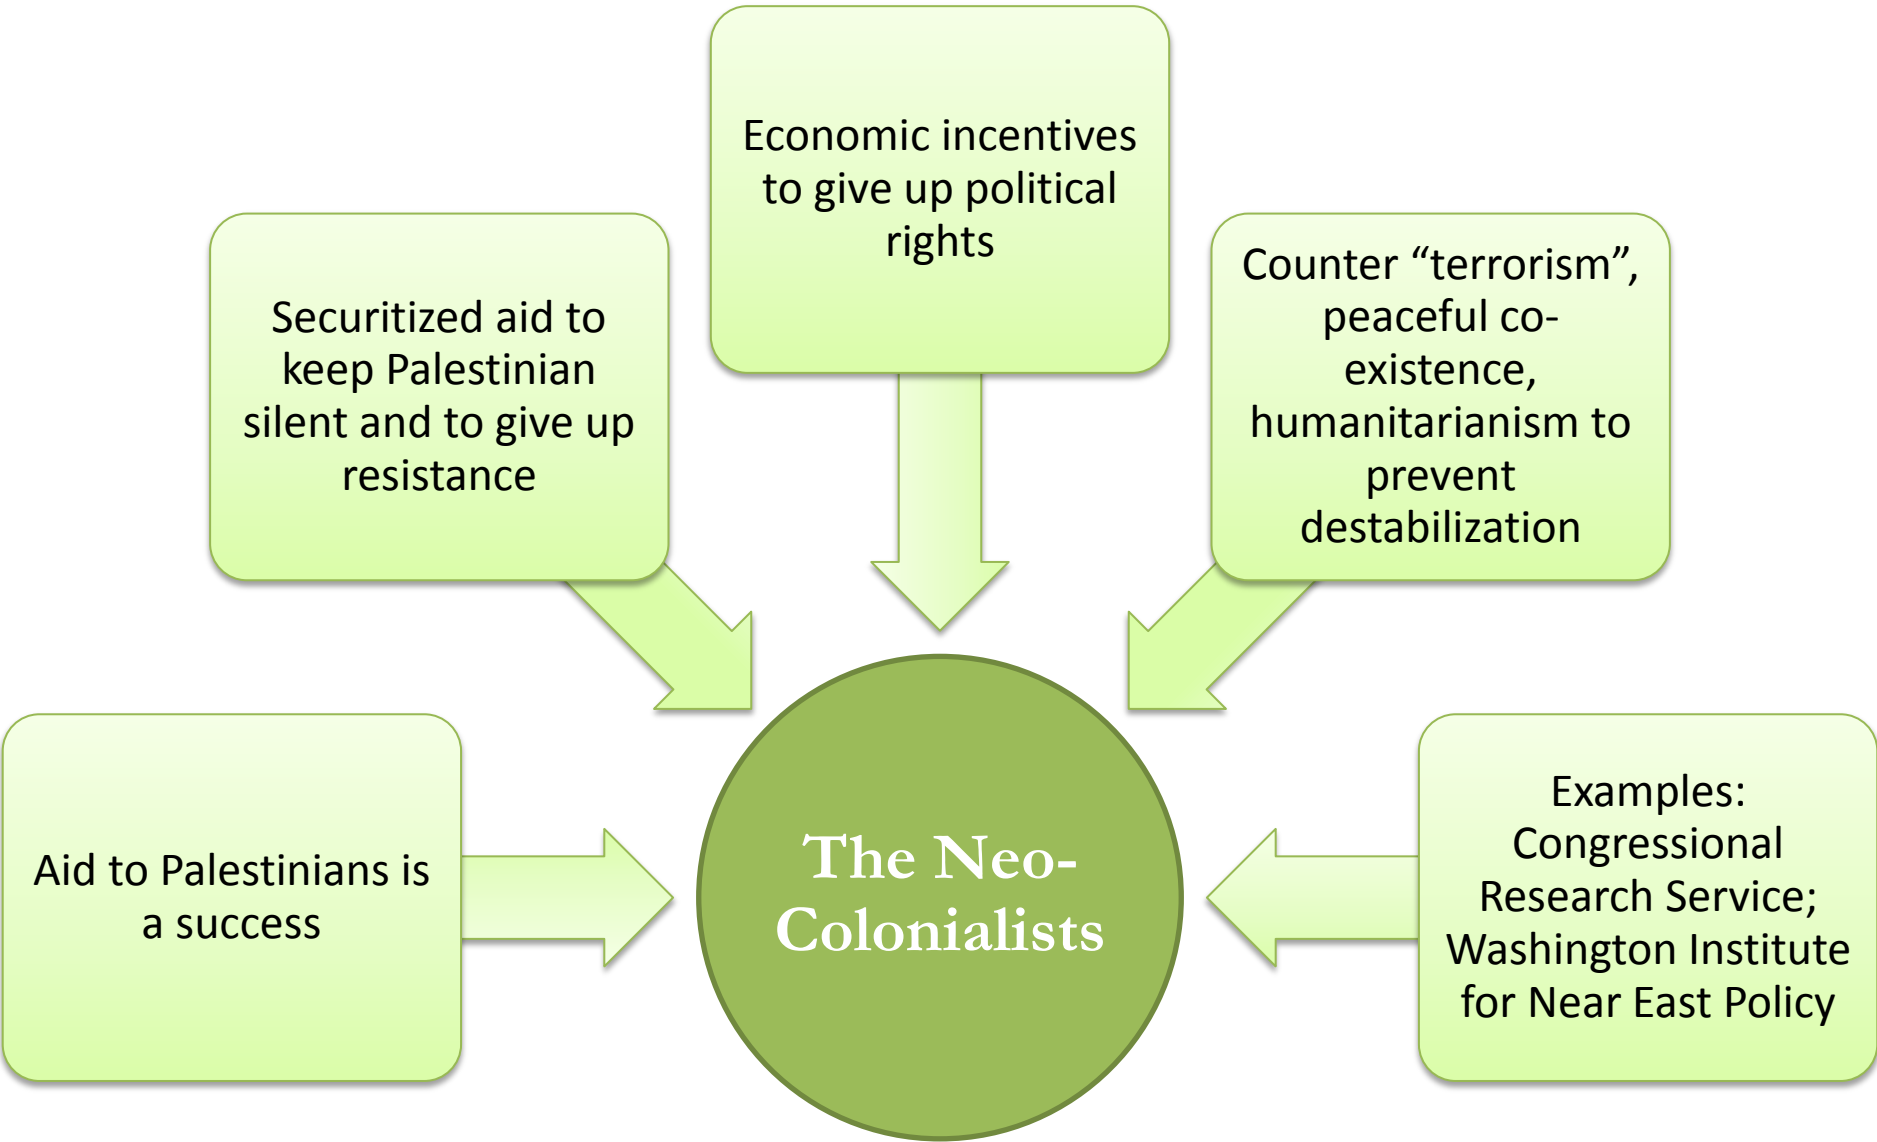 Economic incentives
to give up political
rights
Securitized aid to
keep Palestinian
silent and to give up
resistance
Counter “terrorism”,
peaceful co-
existence,
humanitarianism to
prevent
destabilization
Aid to Palestinians is
a success
The Neo-
Colonialists
Examples:
Congressional
Research Service;
Washington Institute
for Near East Policy